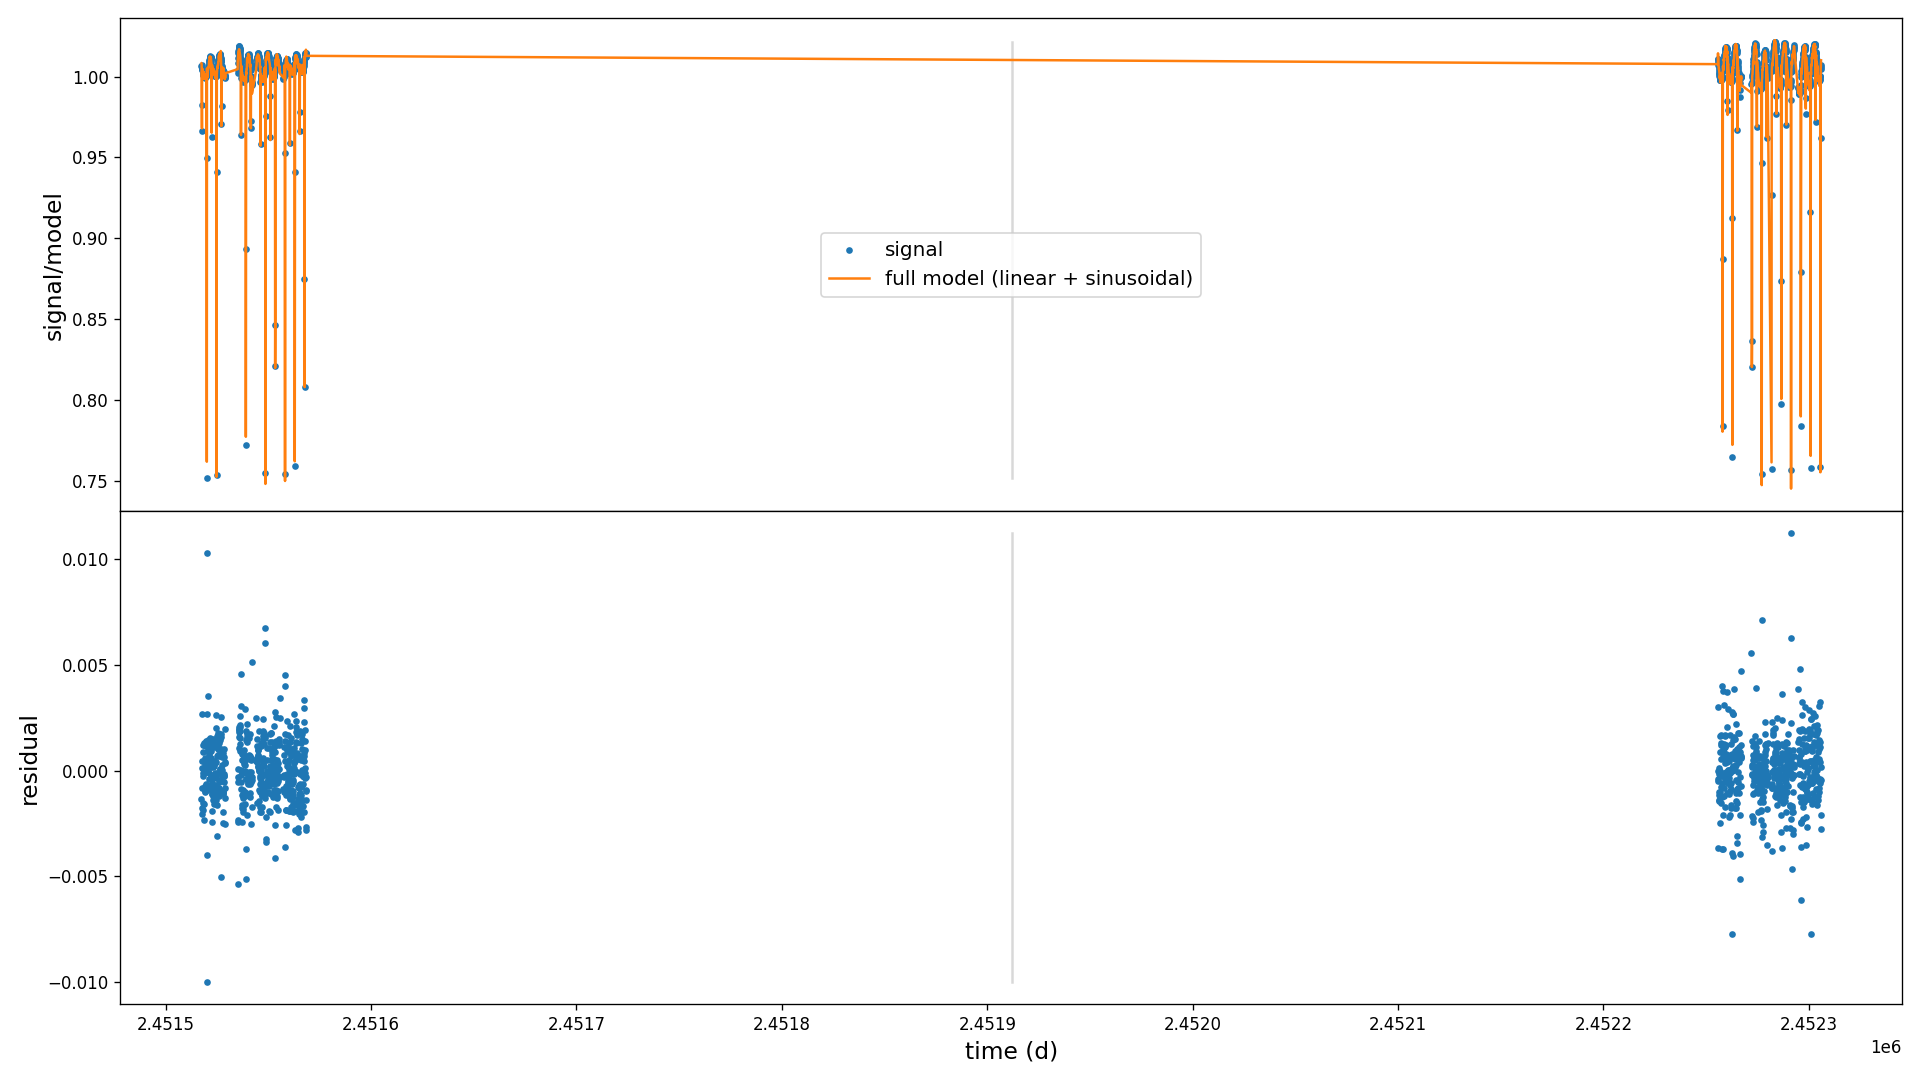 signal/model
1.00
0.95
0.90
0.85
0.80
0.75
signal
full model (linear + sinusoidal)
residual
0.010
0.005
0.000
−0.005
−0.010
2.4515 2.4516 2.4517 2.4518 2.4519 2.4520 2.4521 2.4522 2.4523
1e6
time (d)